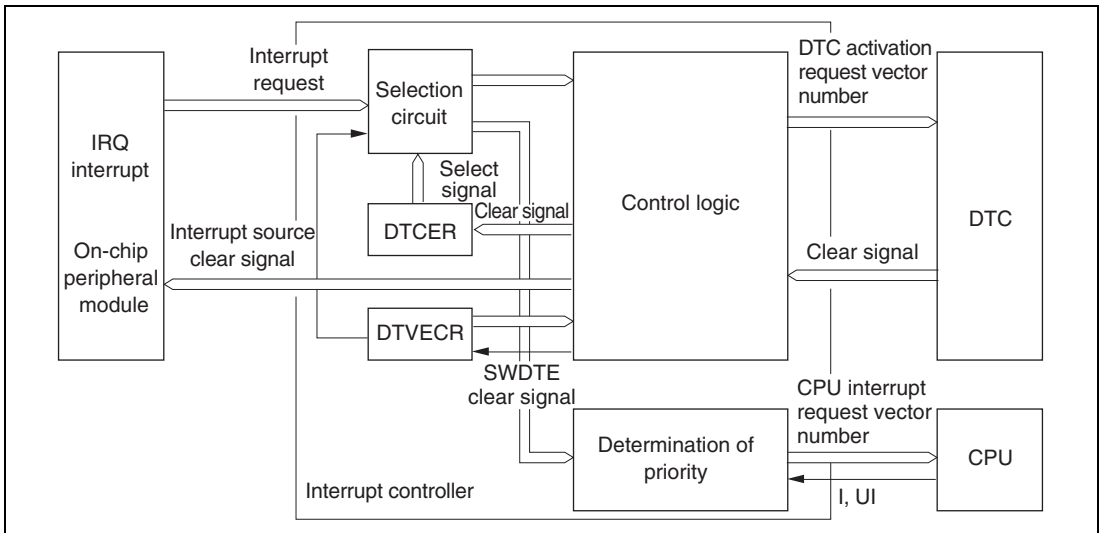 Interrupt
request
Selection
circuit
DTC activation
request vector
number
IRQ
interrupt
Select
signal
Control logic
DTC
DTCER
Clear signal
Interrupt source
clear signal
On-chip
peripheral
module
Clear signal
DTVECR
SWDTE
clear signal
CPU interrupt
request vector
number
Determination of
priority
CPU
Interrupt controller
I, UI